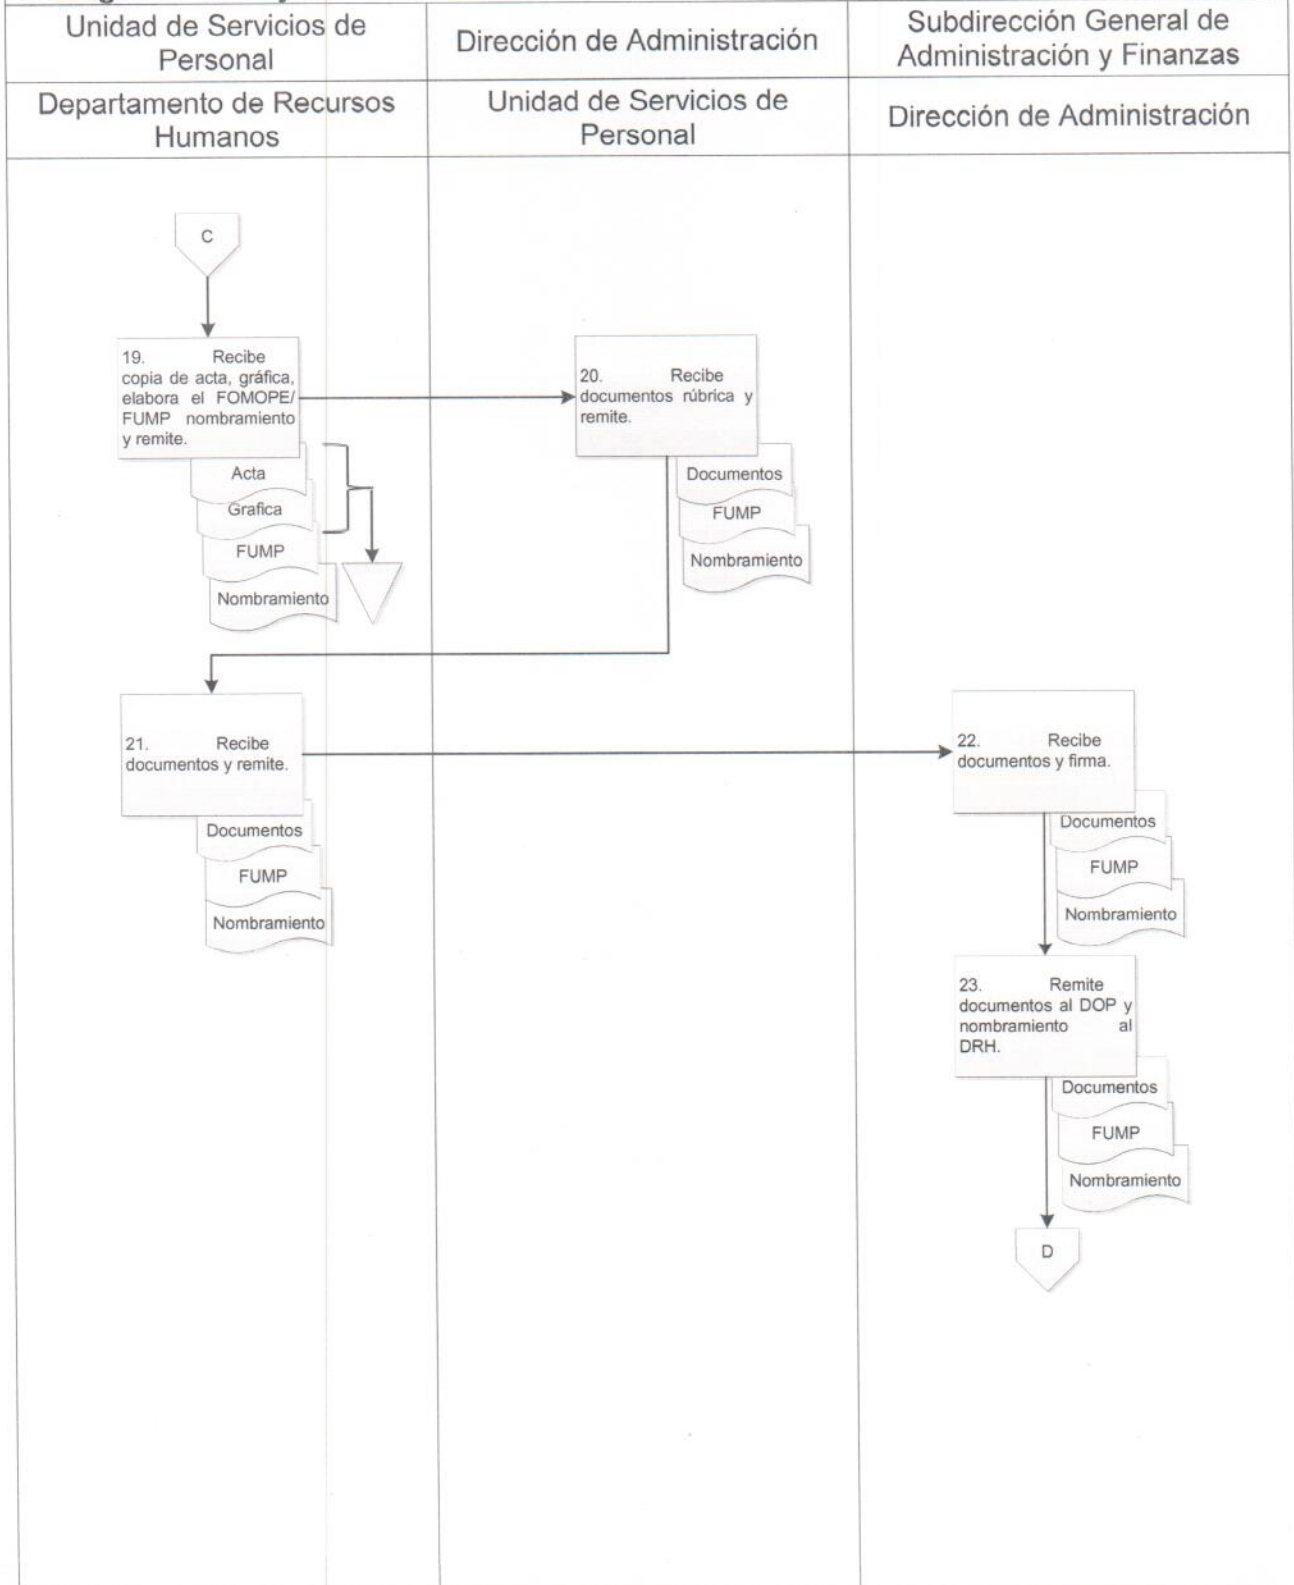 Unidad de Servicios de
Personal
Dirección de Administración
Subdirección General de
Administración y Finanzas
Departamento de Recursos
Humanos
Unidad de Servicios de
Personal
Dirección de Administración
C
19. Recibe
copia de acta, gráfica,
elabora el FOMOPE/
FUMP nombramiento
y remite.
Acta
Grafica
FUMP
Nombramiento
20. Recibe
documentos rúbrica y
remite.
Documentos
FUMP
Nombramiento
21. Recibe
documentos y remite.
Documentos
FUMP
Nombramiento
22. Recibe
documentos y firma.
Documentos
FUMP
Nombramiento
23. Remite
documentos al DOP y
nombramiento al
DRH.
Documentos
FUMP
Nombramiento
D